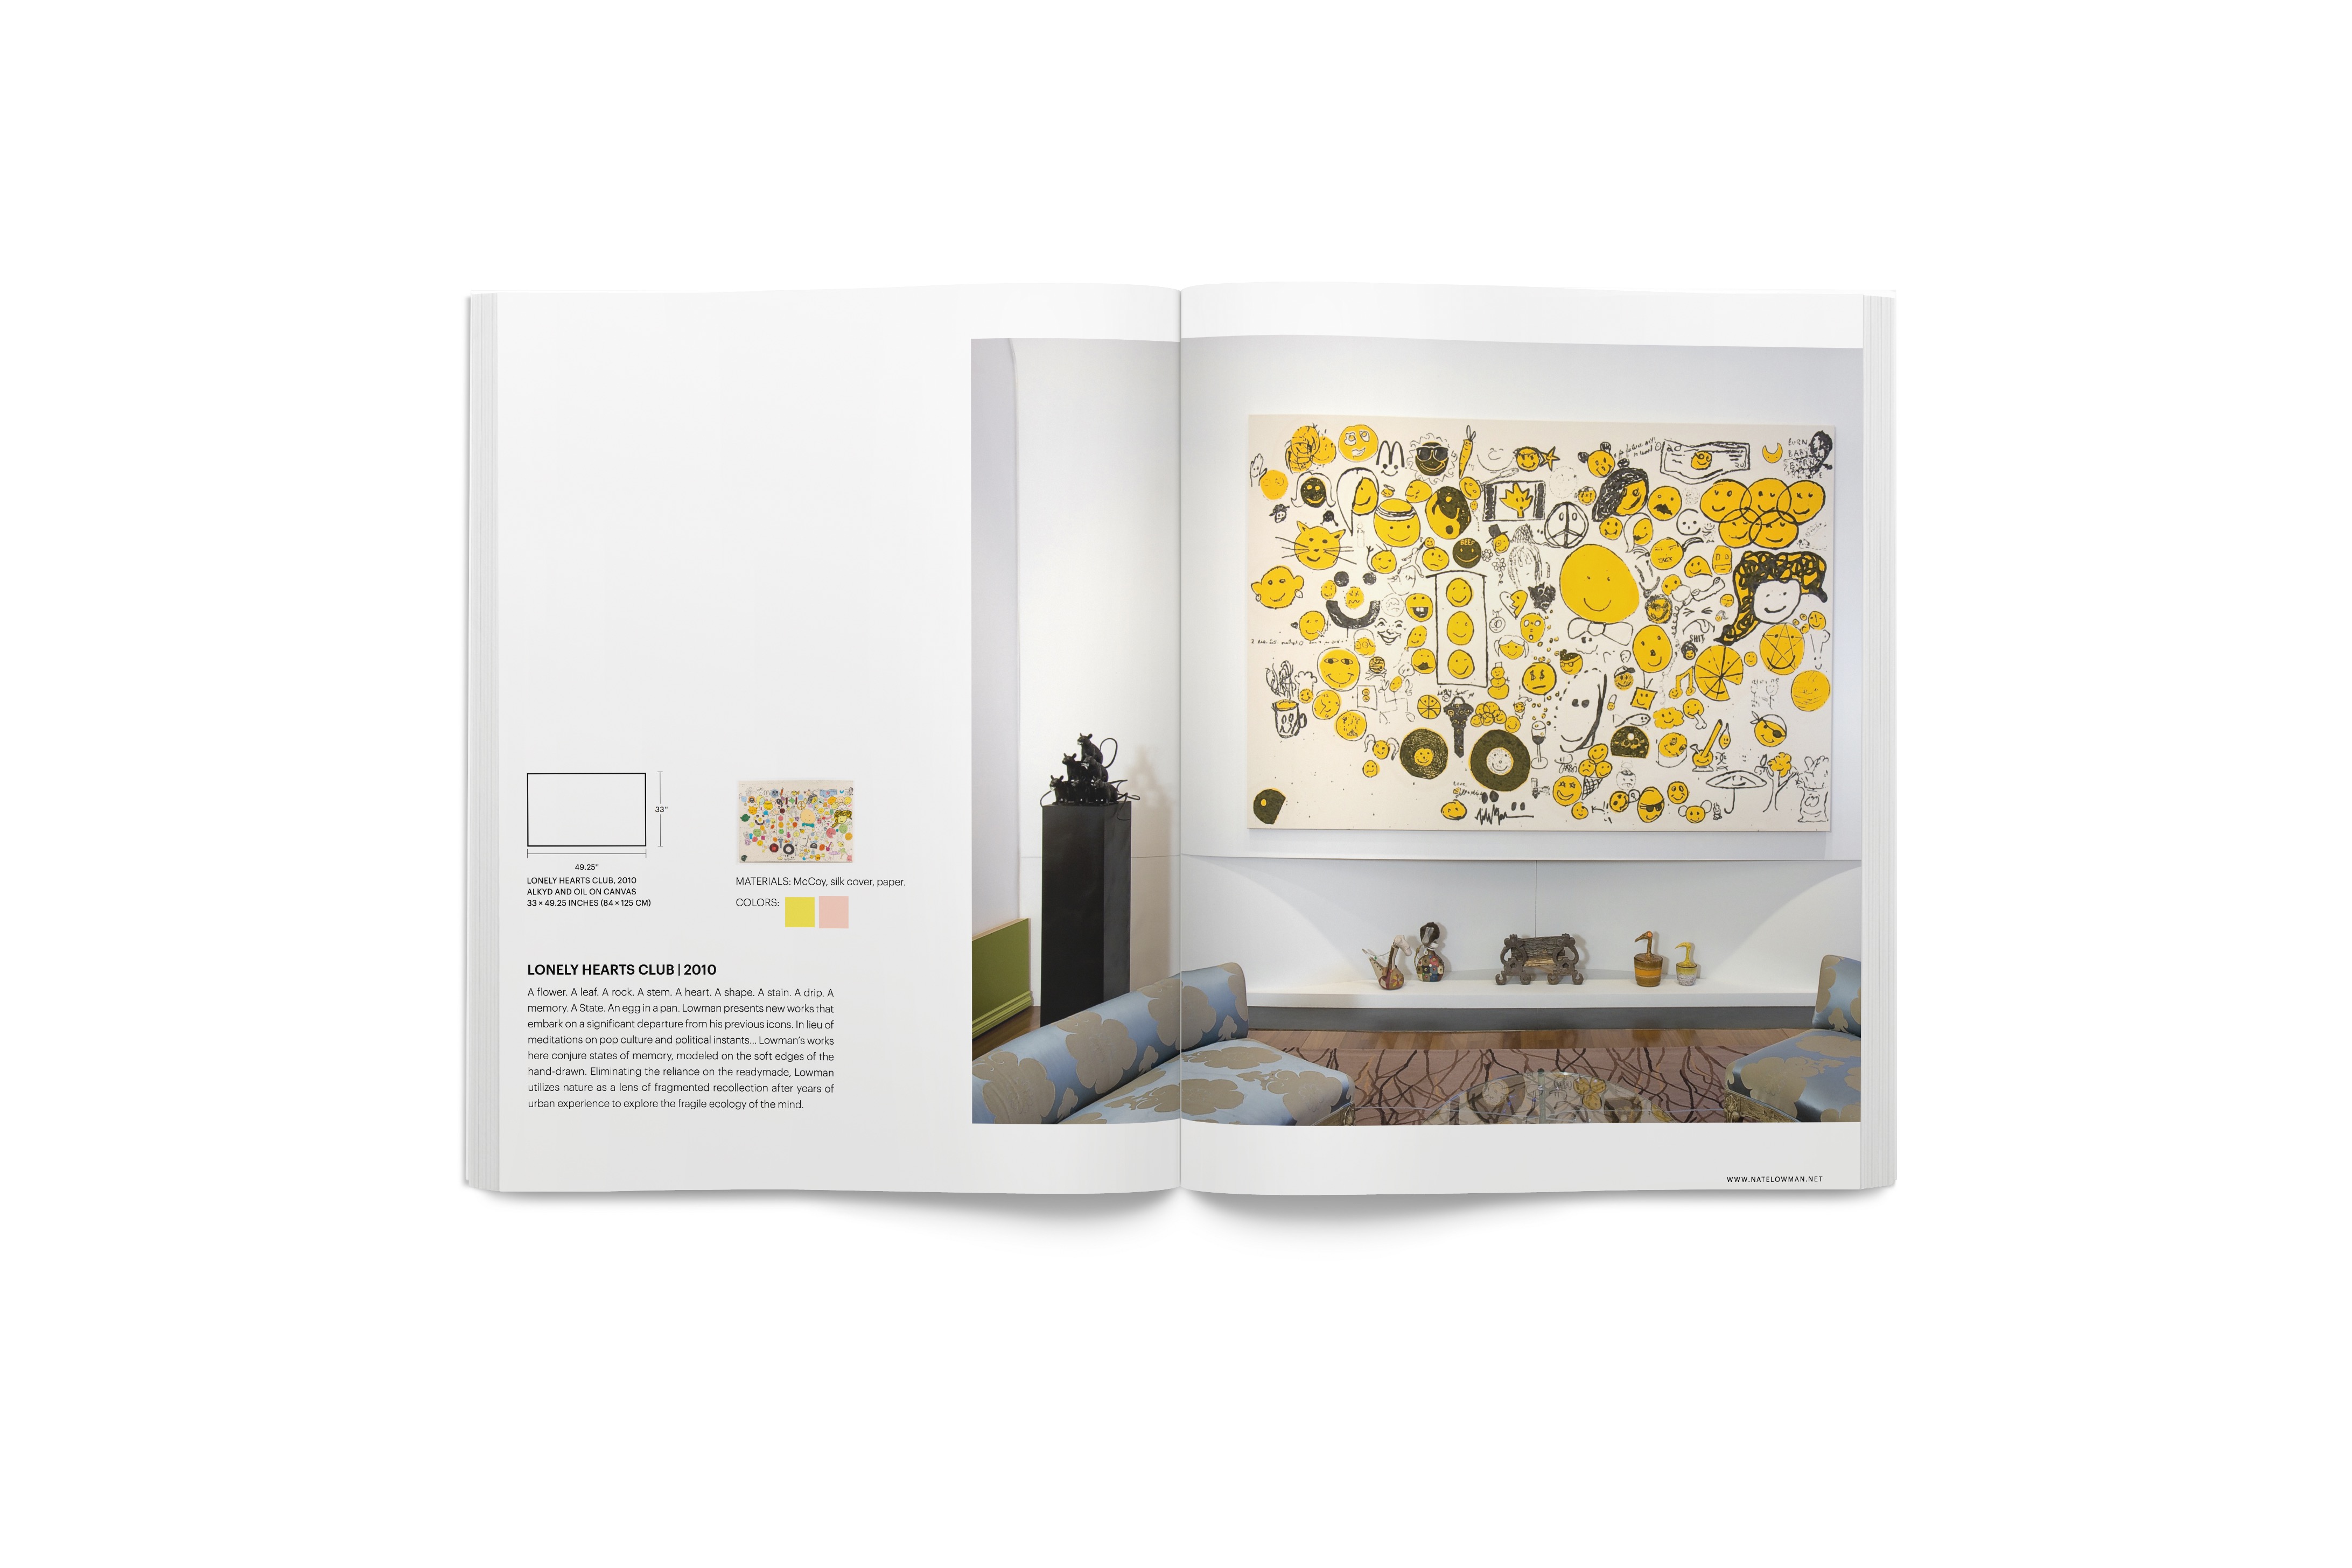 33"
49.25"
LONELY HEARTS CLUB, 2010
ALKYD AND OIL ON CANVAS
33 × 49.25 INCHES (84 × 125 CM)
MATERIALS: McCoy, silk cover, paper.
COLORS:
LONELY HEARTS CLUB | 2010
A flower. A leaf. A rock. A stem. A heart. A shape. A stain. A drip. A
memory. A State. An egg in a pan. Lowman presents new works that
embark on a significant departure from his previous icons. In lieu of
meditations on pop culture and political instants... Lowman's works
here conjure states of memory, modeled on the soft edges of the
hand-drawn. Eliminating the reliance on the readymade, Lowman
utilizes nature as a lens of fragmented recollection after years of
urban experience to explore the fragile ecology of the mind.
BURN
BABY
BURN
BEEF
SHIT
WWW.NATELOWMAN.NET